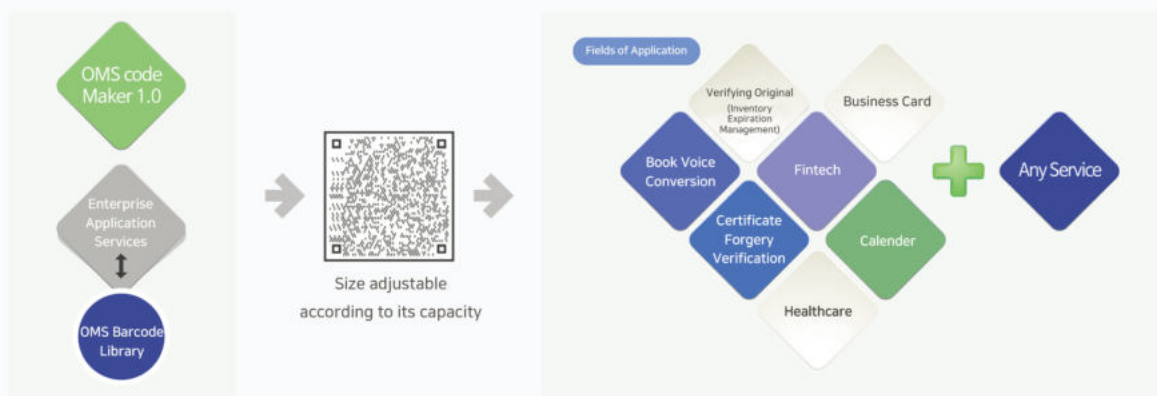 OMS code
Maker 1.0
Enterprise
Application
Services
OMS Barcode
Library
Size adjustable
according to its capacity
Fields of Application
Verifying Original
(Inventory
Expiration
Management)
Business Card
Book Voice
Conversion
Fintech
Any Service
Certificate
Forgery
Verification
Calender
Healthcare